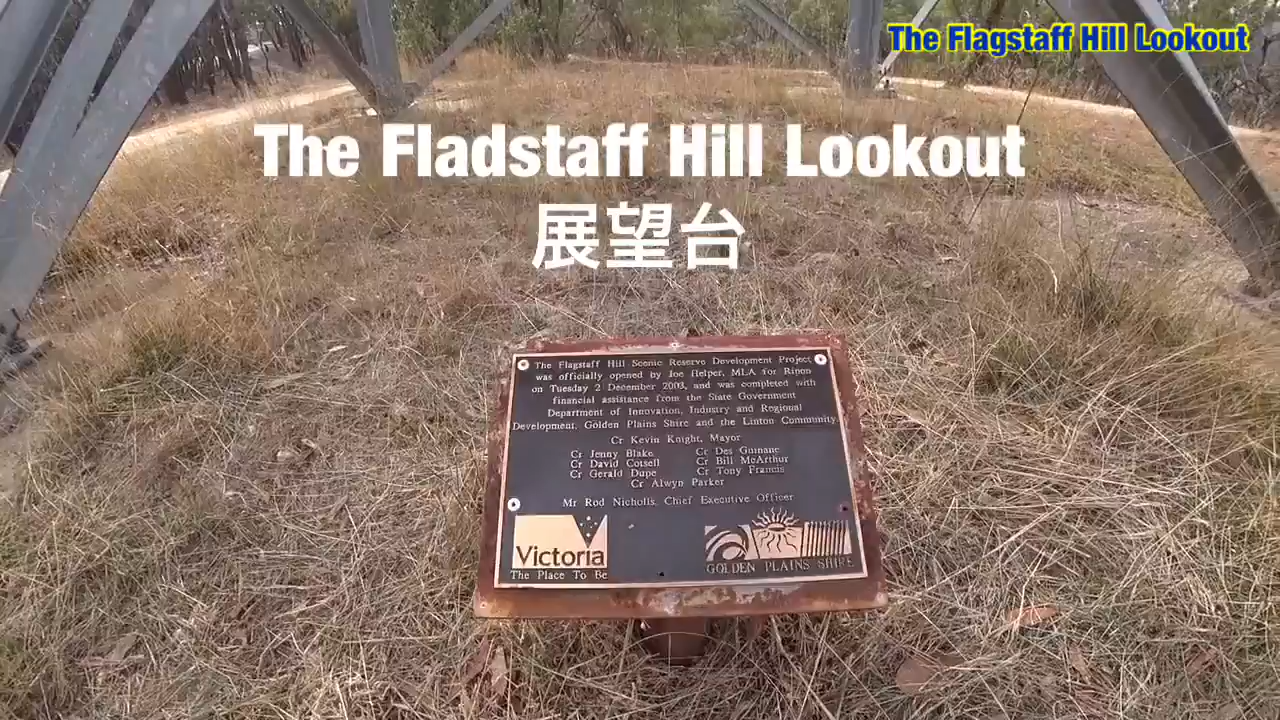 The Flagstaff Hill Lookout
The Fladstaff Hill Lookout
展望台
The Flagstaff Hill Scenic Reserve Development Project
was officially opened by Joe Helper, MLA for Ripon
on Tuesday 2 December 2003, and was completed with
financial assistance from the State Government
Department of Innovation, Industry and Regional
Development, Golden Plains Shire and the Linton Community
Cr Kevin Knight, Mayor
Cr Jenny Blake Cr Des Guinane
Cr David Cotsell Cr Bill McArthur
Cr Gerald Dupe Cr Tony Francis
Cr Alwyn Parker
Mr Rod Nicholls, Chief Executive Officer
Victoria
The Place To Be
GOLDEN PLAINS SHIRE